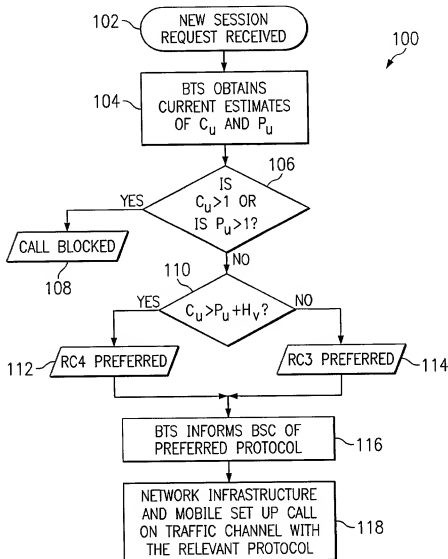 102
NEW SESSION
REQUEST RECEIVED
100
104
BTS OBTAINS
CURRENT ESTIMATES
OF Cu AND Pu
106
IS
Cu>1 OR
IS Pu>1?
YES
CALL BLOCKED
108
NO
110
Cu>Pu+Hv?
YES
NO
112
RC4 PREFERRED
RC3 PREFERRED
114
BTS INFORMS BSC OF
PREFERRED PROTOCOL
116
NETWORK INFRASTRUCTURE
AND MOBILE SET UP CALL
ON TRAFFIC CHANNEL WITH
THE RELEVANT PROTOCOL
118